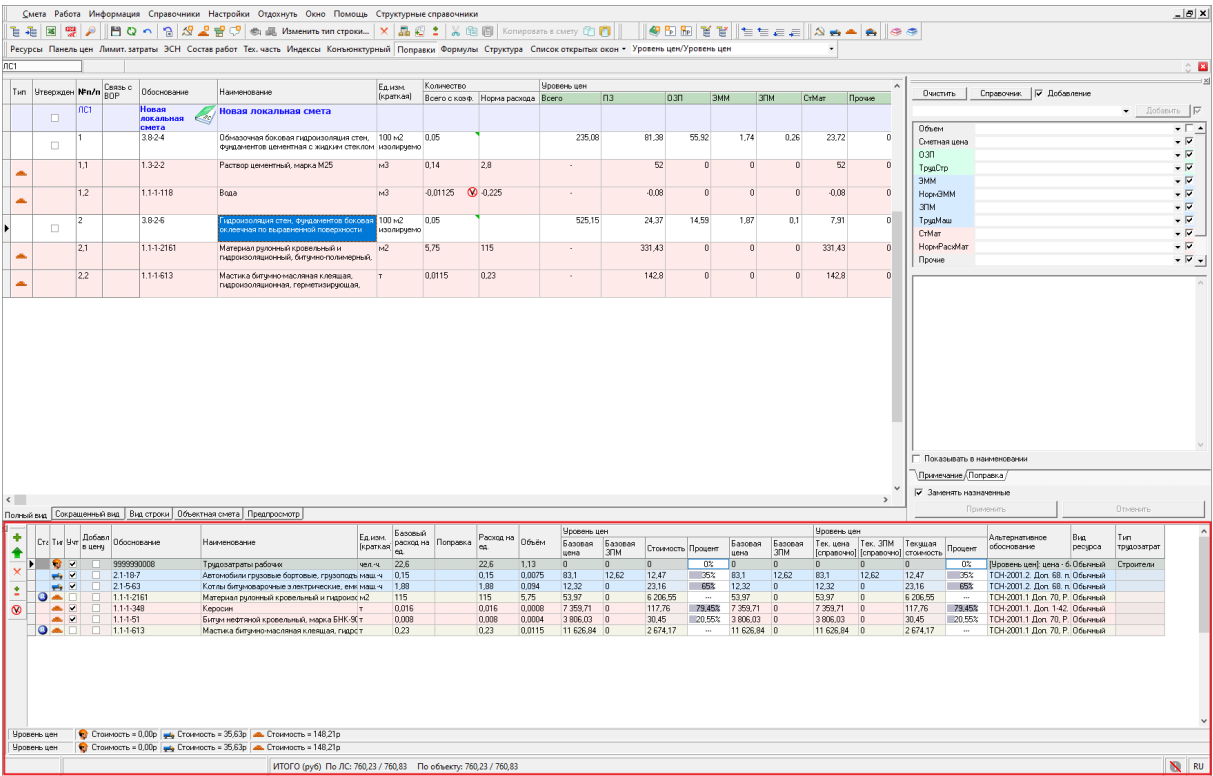 Смета Работа Информация Справочники Настройки Отдохнуть Окно Помощь Структурные справочники
Изменить тип строки... Копировать в смету
Ресурсы Панель цен Лимит. затраты ЭСН Состав работ Тех. часть Индексы Конъюнктурный Поправки Формулы Структура Список открытых окон Уровень цен/Уровень цен
ЛС1
Тип Утвержден №п/п Связь с ВОР Обоснование Наименование Ед.изм. (краткая) Количество Уровень цен
Всего с коэф. Норма расхода Всего ПЗ ОЗП ЭММ ЗПМ СтМат Прочие
ЛС1 Новая локальная смета Новая локальная смета
1 3.8-2-4 Обмазочная боковая гидроизоляция стен, 100 м2 0,05 235,08 81,38 55,92 1,74 0,26 23,72 0
фундаментов цементная с жидким стеклом изолируемо
1,1 1.3-2-2 Раствор цементный, марка М25 м3 0,14 2,8 - 52 0 0 0 52 0
1,2 1.1-1-118 Вода м3 -0,01125 -0,225 - -0,08 0 0 0 -0,08 0
2 3.8-2-6 Гидроизоляция стен, фундаментов боковая 100 м2 0,05 525,15 24,37 14,59 1,87 0,1 7,91 0
оклеечная по выравненной поверхности изолируемо
2,1 1.1-1-2161 Материал рулонный кровельный и м2 5,75 115 - 331,43 0 0 0 331,43 0
гидроизоляционный, битумно-полимерный,
2,2 1.1-1-613 Мастика битумно-масляная клеящая, т 0,0115 0,23 - 142,8 0 0 0 142,8 0
гидроизоляционная, герметизирующая,
Очистить Справочник Добавление
Добавить
Объем
Сметная цена
ОЗП
ТрудСтр
ЭММ
НормЭММ
ЗПМ
ТрудМаш
СтМат
НормРасхМат
Прочие
Показывать в наименовании
Примечание Поправка
Заменять назначенные
Применить Отменить
Полный вид Сокращенный вид Вид строки Объектная смета Предпросмотр
Ста Тип Учт Добавл в цену Обоснование Наименование Ед.изм. (краткая Базовый расход на ед. Поправка Расход на ед. Объём Уровень цен Уровень цен Альтернативное обоснование Вид ресурса Тип трудозатрат
Базовая цена Базовая ЗПМ Стоимость Процент Базовая цена Базовая ЗПМ Тек. цена (справочно) Тек. ЗПМ (справочно) Текущая стоимость Процент
9999990008 Трудозатраты рабочих чел.-ч. 22,6 22,6 1,13 0 0 0 0% 0 0 0 0 0 0% [Уровень цен]: цена - б. Обычный Строители
2.1-18-7 Автомобили грузовые бортовые, грузоподъ маш.-ч 0,15 0,15 0,0075 83,1 12,62 12,47 35% 83,1 12,62 83,1 12,62 12,47 35% ТСН-2001.2. Доп. 68. п. Обычный
2.1-5-63 Котлы битумоварочные электрические, емк маш.-ч 1,88 1,88 0,094 12,32 0 23,16 65% 12,32 0 12,32 0 23,16 65% ТСН-2001.2. Доп. 68. п. Обычный
1.1-1-2161 Материал рулонный кровельный и гидроизс м2 115 115 5,75 53,97 0 6 206,55 ... 53,97 0 53,97 0 6 206,55 ... ТСН-2001.1 Доп. 70, Р. Обычный
1.1-1-348 Керосин т 0,016 0,016 0,0008 7 359,71 0 117,76 79,45% 7 359,71 0 7 359,71 0 117,76 79,45% ТСН-2001.1. Доп. 1-42. Обычный
1.1-1-51 Битум нефтяной кровельный, марка БНК-90 т 0,008 0,008 0,0004 3 806,03 0 30,45 20,55% 3 806,03 0 3 806,03 0 30,45 20,55% ТСН-2001.1 Доп. 70, Р. Обычный
1.1-1-613 Мастика битумно-масляная клеящая, гидрс т 0,23 0,23 0,0115 11 626,84 0 2 674,17 ... 11 626,84 0 11 626,84 0 2 674,17 ... ТСН-2001.1 Доп. 70, Р. Обычный
Уровень цен Стоимость = 0,00р Стоимость = 35,63р Стоимость = 148,21р
Уровень цен Стоимость = 0,00р Стоимость = 35,63р Стоимость = 148,21р
ИТОГО (руб) По ЛС: 760,23 / 760,83 По объекту: 760,23 / 760,83 RU